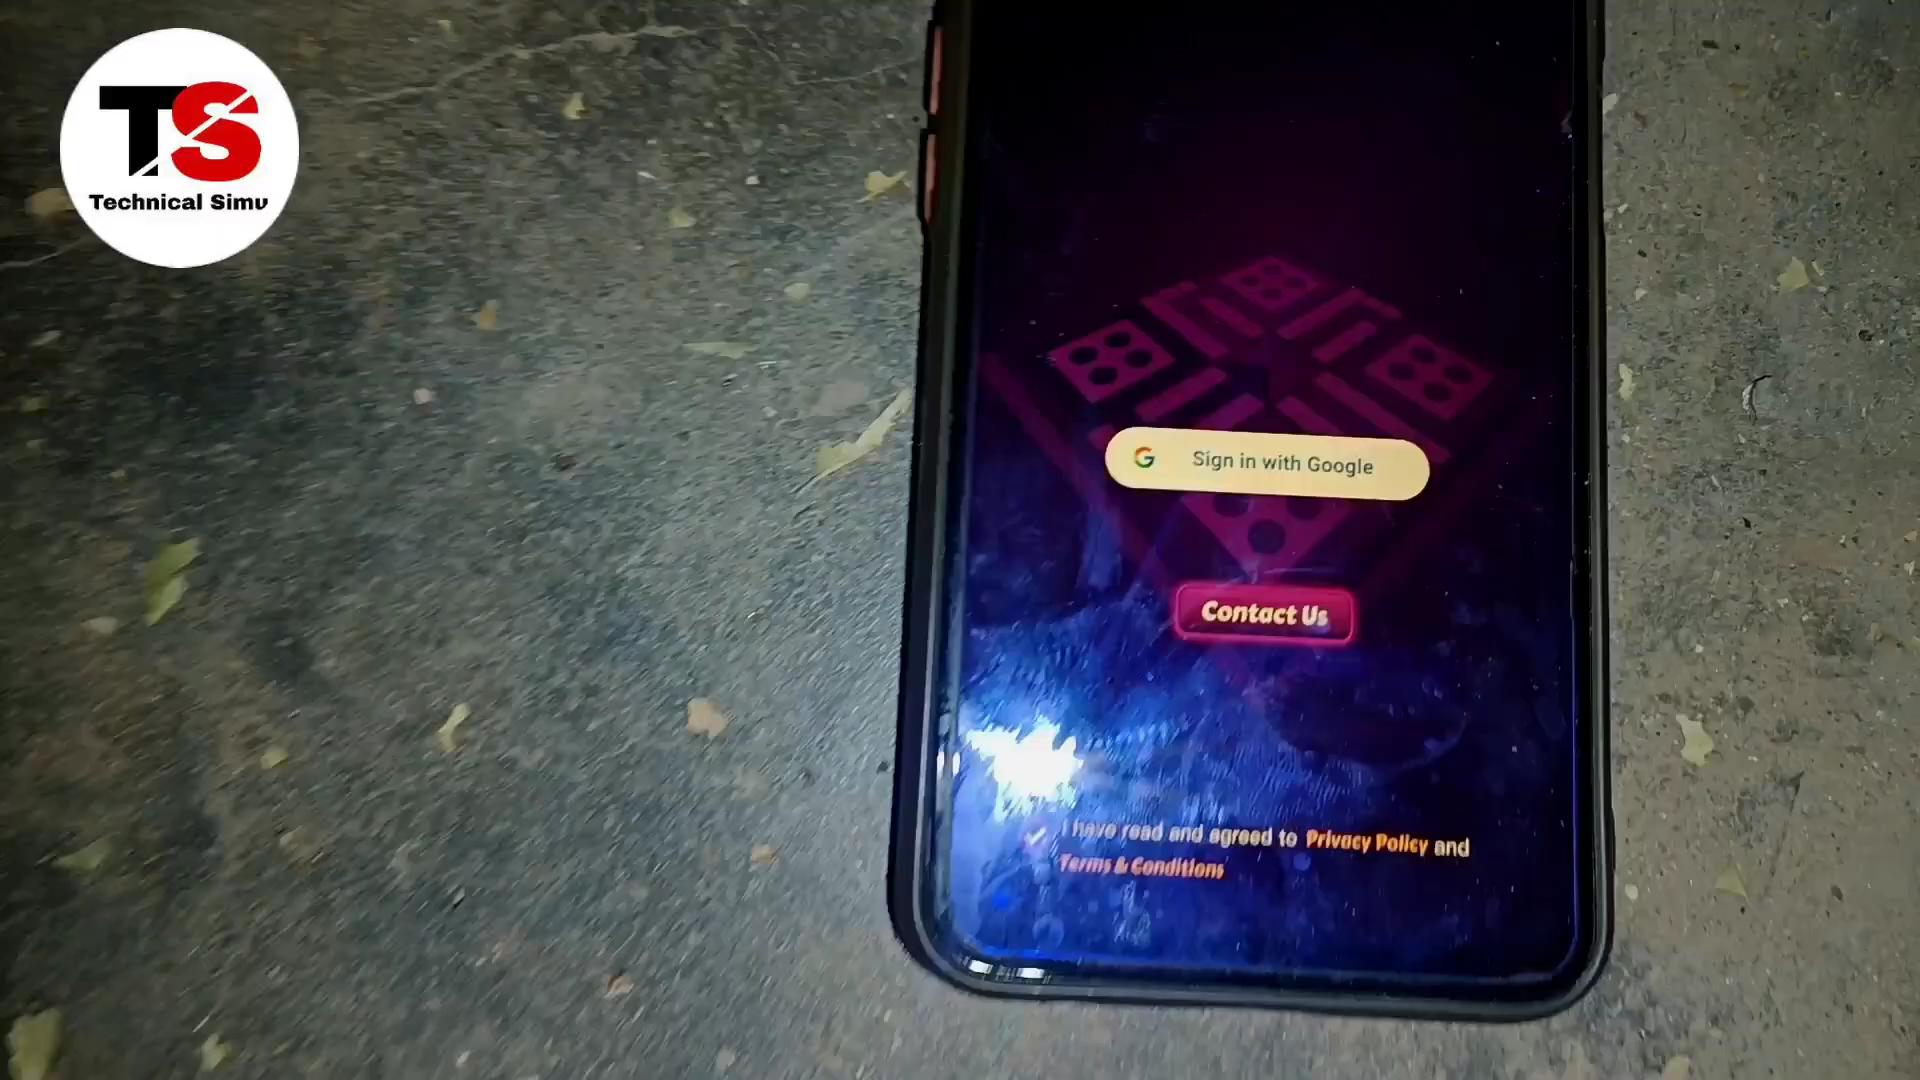 TS
Technical Simu
Sign in with Google
Contact Us
I have read and agreed to Privacy Policy and
Terms & Conditions